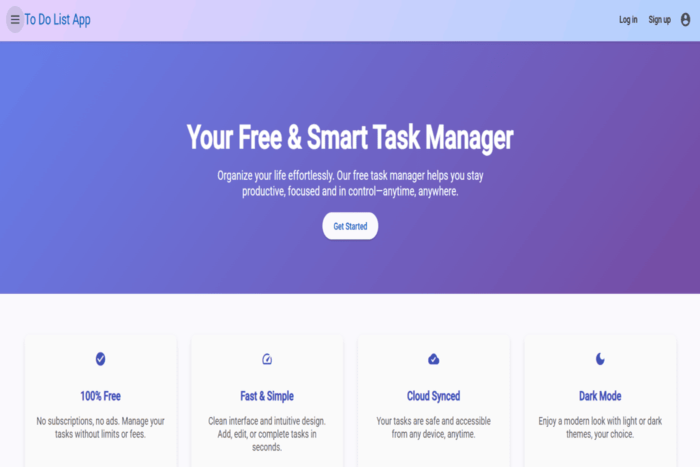 To Do List App
Log in
Sign up
Your Free & Smart Task Manager
Organize your life effortlessly. Our free task manager helps you stay
productive, focused and in control—anytime, anywhere.
Get Started
100% Free
No subscriptions, no ads. Manage your
tasks without limits or fees.
Fast & Simple
Clean interface and intuitive design.
Add, edit, or complete tasks in
seconds.
Cloud Synced
Your tasks are safe and accessible
from any device, anytime.
Dark Mode
Enjoy a modern look with light or dark
themes, your choice.